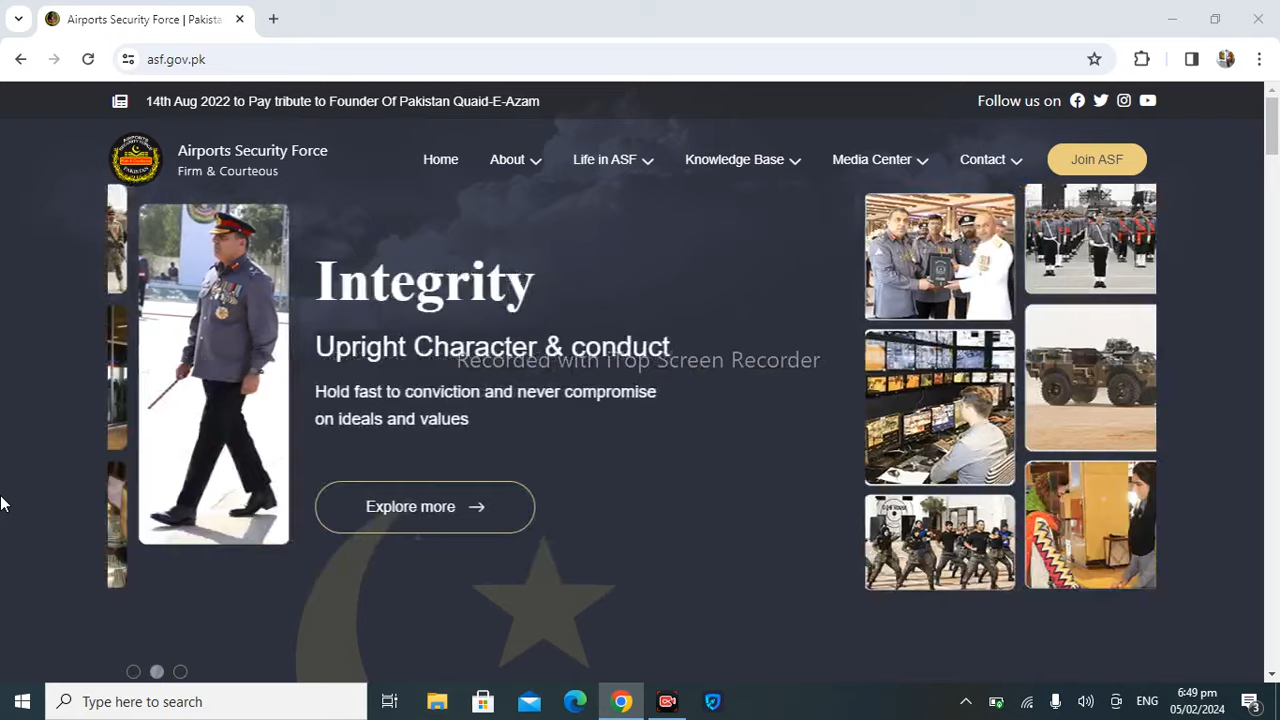 Airports Security Force | Pakista
asf.gov.pk
14th Aug 2022 to Pay tribute to Founder Of Pakistan Quaid-E-Azam
Follow us on
Airports Security Force
Firm & Courteous
Home
About
Life in ASF
Knowledge Base
Media Center
Contact
Join ASF
Integrity
Upright Character & conduct
Recorded with iTop Screen Recorder
Hold fast to conviction and never compromise
on ideals and values
Explore more
Type here to search
ENG
6:49 pm
05/02/2024
3